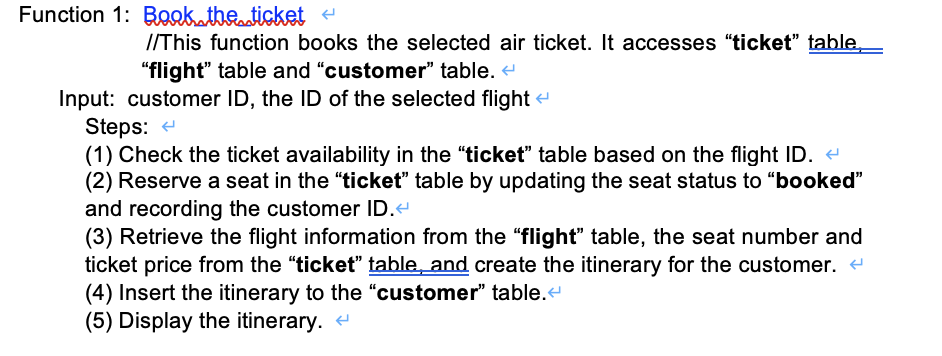 Function 1: Book_the_ticket ↵
//This function books the selected air ticket. It accesses “ticket” table,
“flight” table and “customer” table. ↵
Input: customer ID, the ID of the selected flight ↵
Steps: ↵
(1) Check the ticket availability in the “ticket” table based on the flight ID. ↵
(2) Reserve a seat in the “ticket” table by updating the seat status to “booked”
and recording the customer ID.↵
(3) Retrieve the flight information from the “flight” table, the seat number and
ticket price from the “ticket” table, and create the itinerary for the customer. ↵
(4) Insert the itinerary to the “customer” table.↵
(5) Display the itinerary. ↵